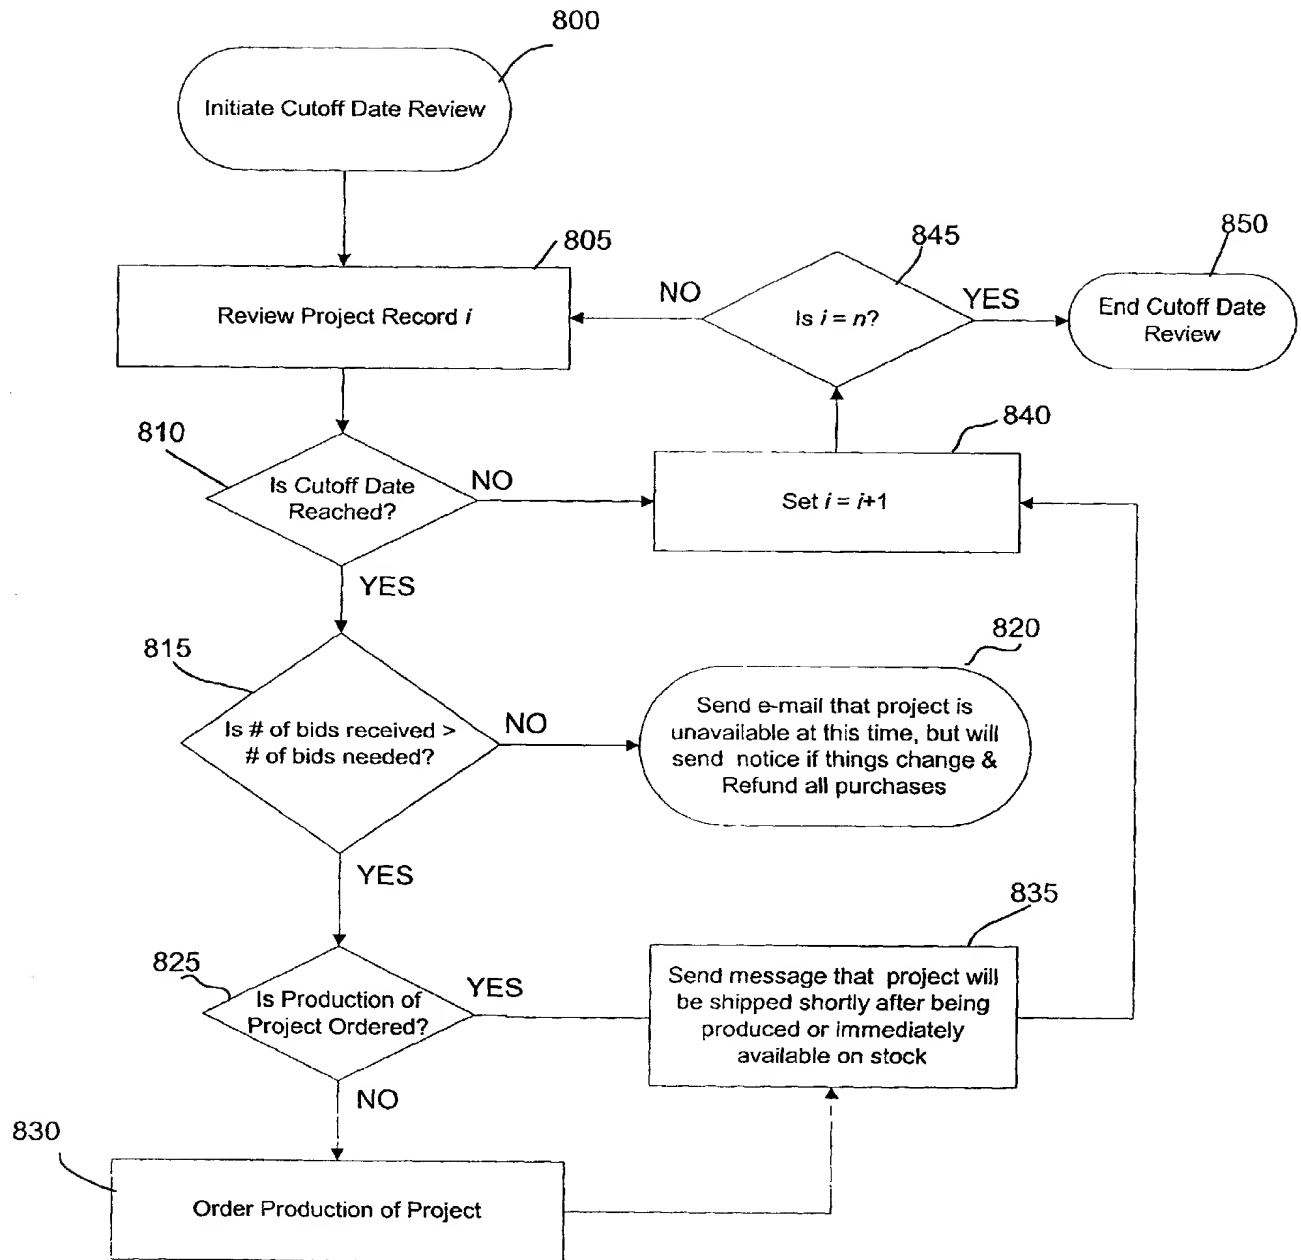 800
Initiate Cutoff Date Review
805
Review Project Record i
845
Is i = n?
NO
YES
850
End Cutoff Date
Review
810
Is Cutoff Date
Reached?
NO
YES
840
Set i = i+1
815
Is # of bids received >
# of bids needed?
NO
YES
820
Send e-mail that project is
unavailable at this time, but will
send notice if things change &
Refund all purchases
825
Is Production of
Project Ordered?
YES
NO
835
Send message that project will
be shipped shortly after being
produced or immediately
available on stock
830
Order Production of Project